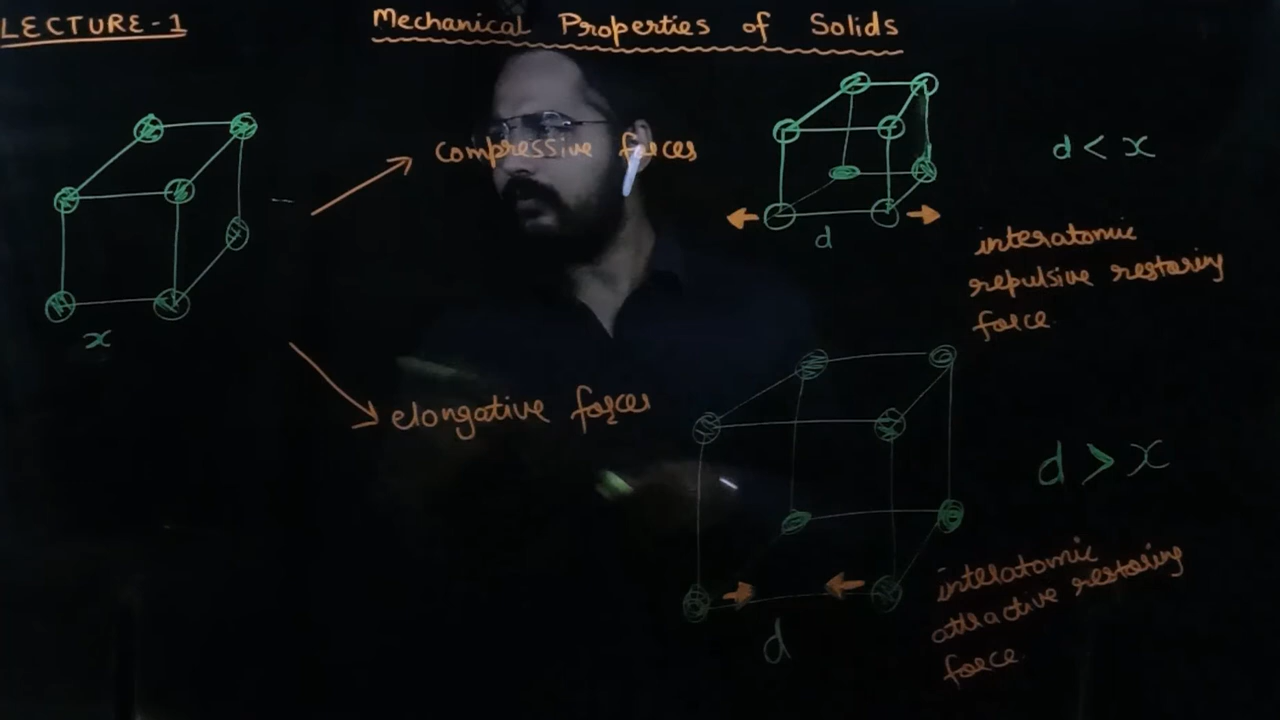 LECTURE-1
Mechanical Properties of Solids
compressive forces
d < x
d
interatomic
repulsive restoring
force.
x
elongative forces
d > x
interatomic
attractive restoring
force.
d